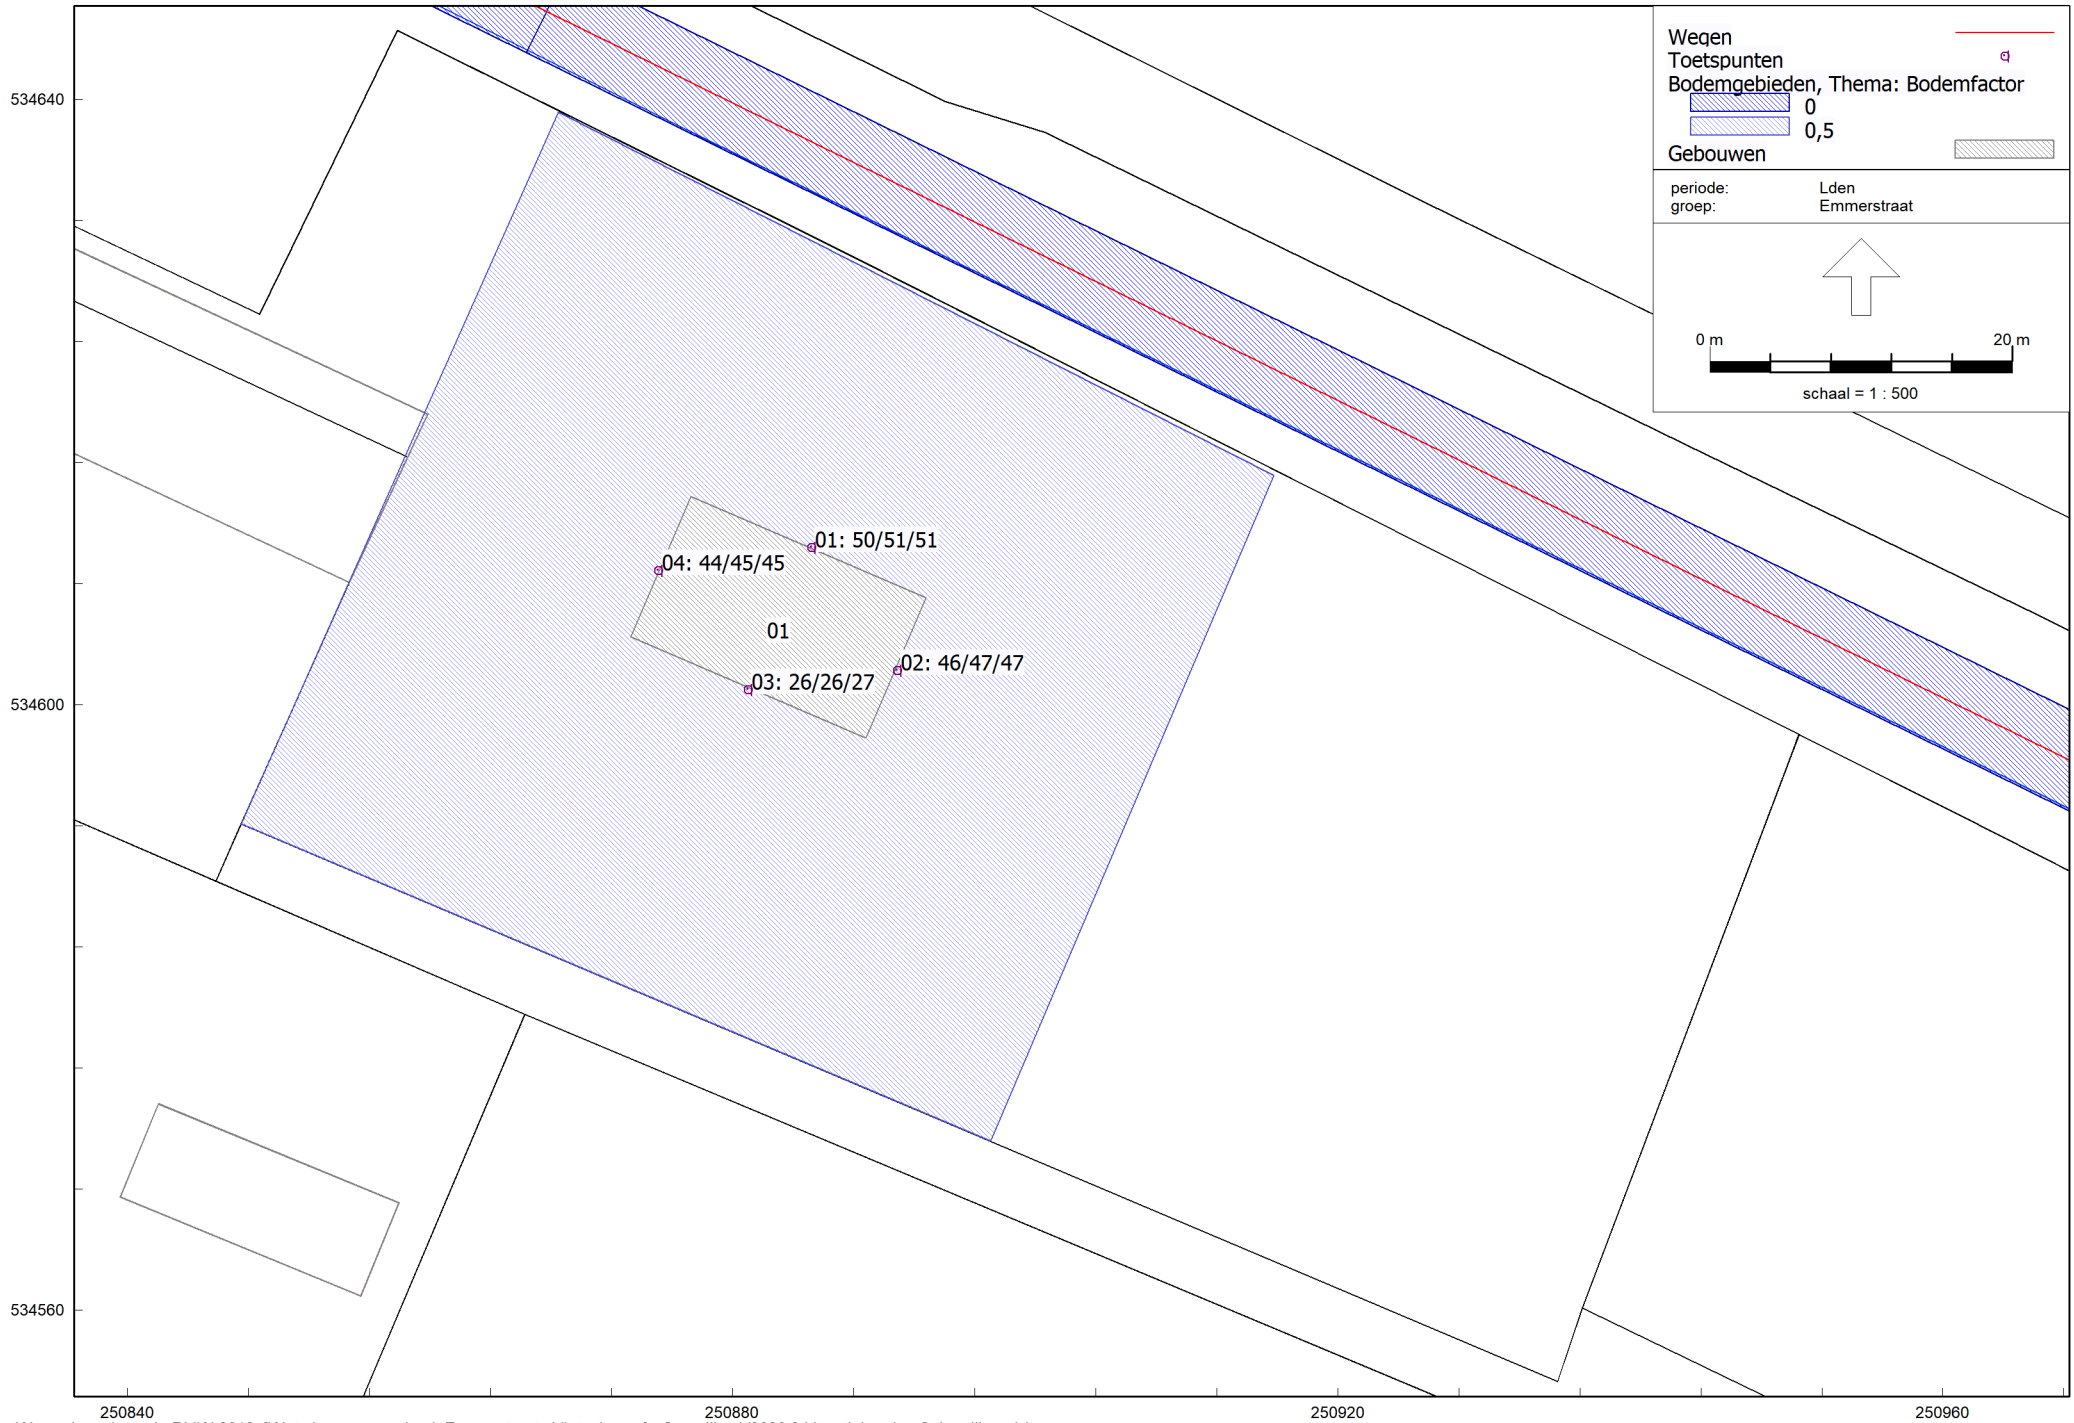 Wegen
Toetspunten
Bodemgebieden, Thema: Bodemfactor
0
0,5
Gebouwen
periode: Lden
groep: Emmerstraat
0 m 20 m
schaal = 1 : 500
534640
534600
534560
01: 50/51/51
04: 44/45/45
01
02: 46/47/47
03: 26/26/27
250840 250880 250920 250960